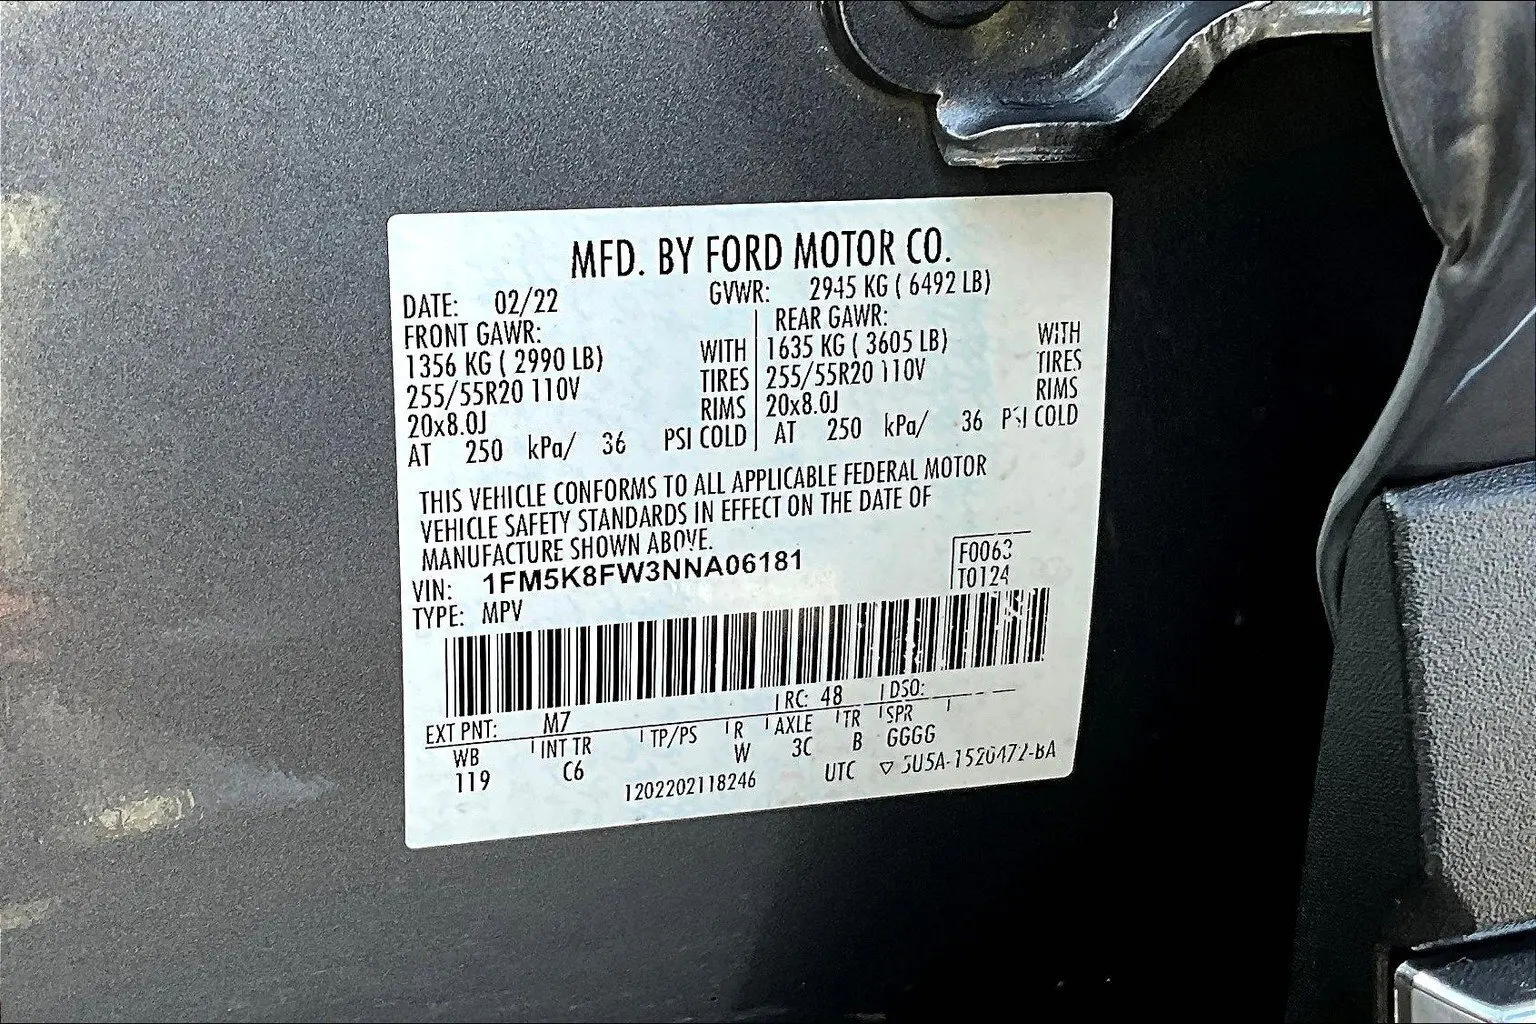 MFD. BY FORD MOTOR CO.
DATE: 02/22 GVWR: 2945 KG ( 6492 LB)
FRONT GAWR: REAR GAWR:
1356 KG ( 2990 LB) WITH 1635 KG ( 3605 LB) WITH
255/55R20 110V TIRES 255/55R20 110V TIRES
20x8.0J RIMS 20x8.0J RIMS
AT 250 kPa/ 36 PSI COLD AT 250 kPa/ 36 PSI COLD
THIS VEHICLE CONFORMS TO ALL APPLICABLE FEDERAL MOTOR
VEHICLE SAFETY STANDARDS IN EFFECT ON THE DATE OF
MANUFACTURE SHOWN ABOVE.
VIN: 1FM5K8FW3NNA06181 F0063
TYPE: MPV T0124
EXT PNT: M7 RC: 48 DSO:
WB INT TR TP/PS R AXLE TR SPR
119 C6 W 3C B GGGG
1202202118246 UTC